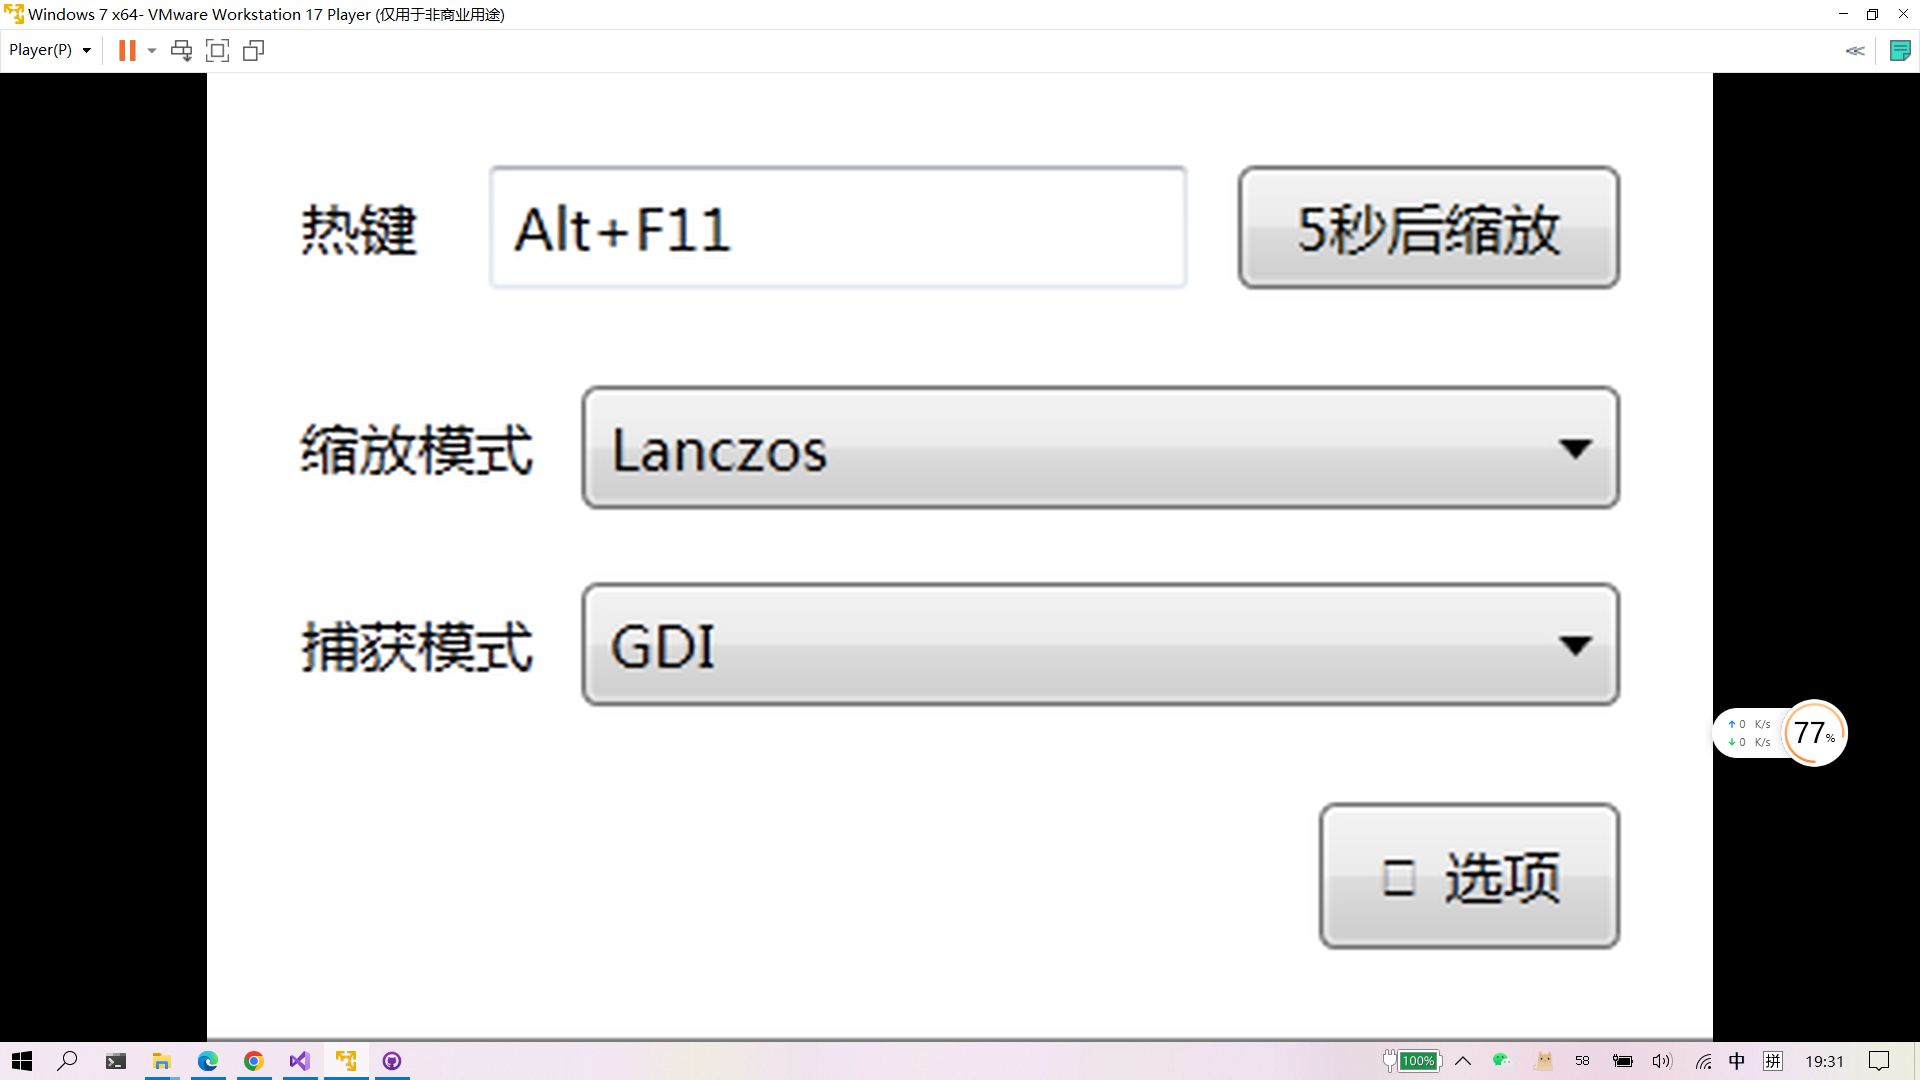 Windows 7 x64- VMware Workstation 17 Player (仅用于非商业用途)
Player(P)
热键 Alt+F11 5秒后缩放
缩放模式 Lanczos
捕获模式 GDI
0 K/s
0 K/s
77%
选项
100% 58 中 拼 19:31